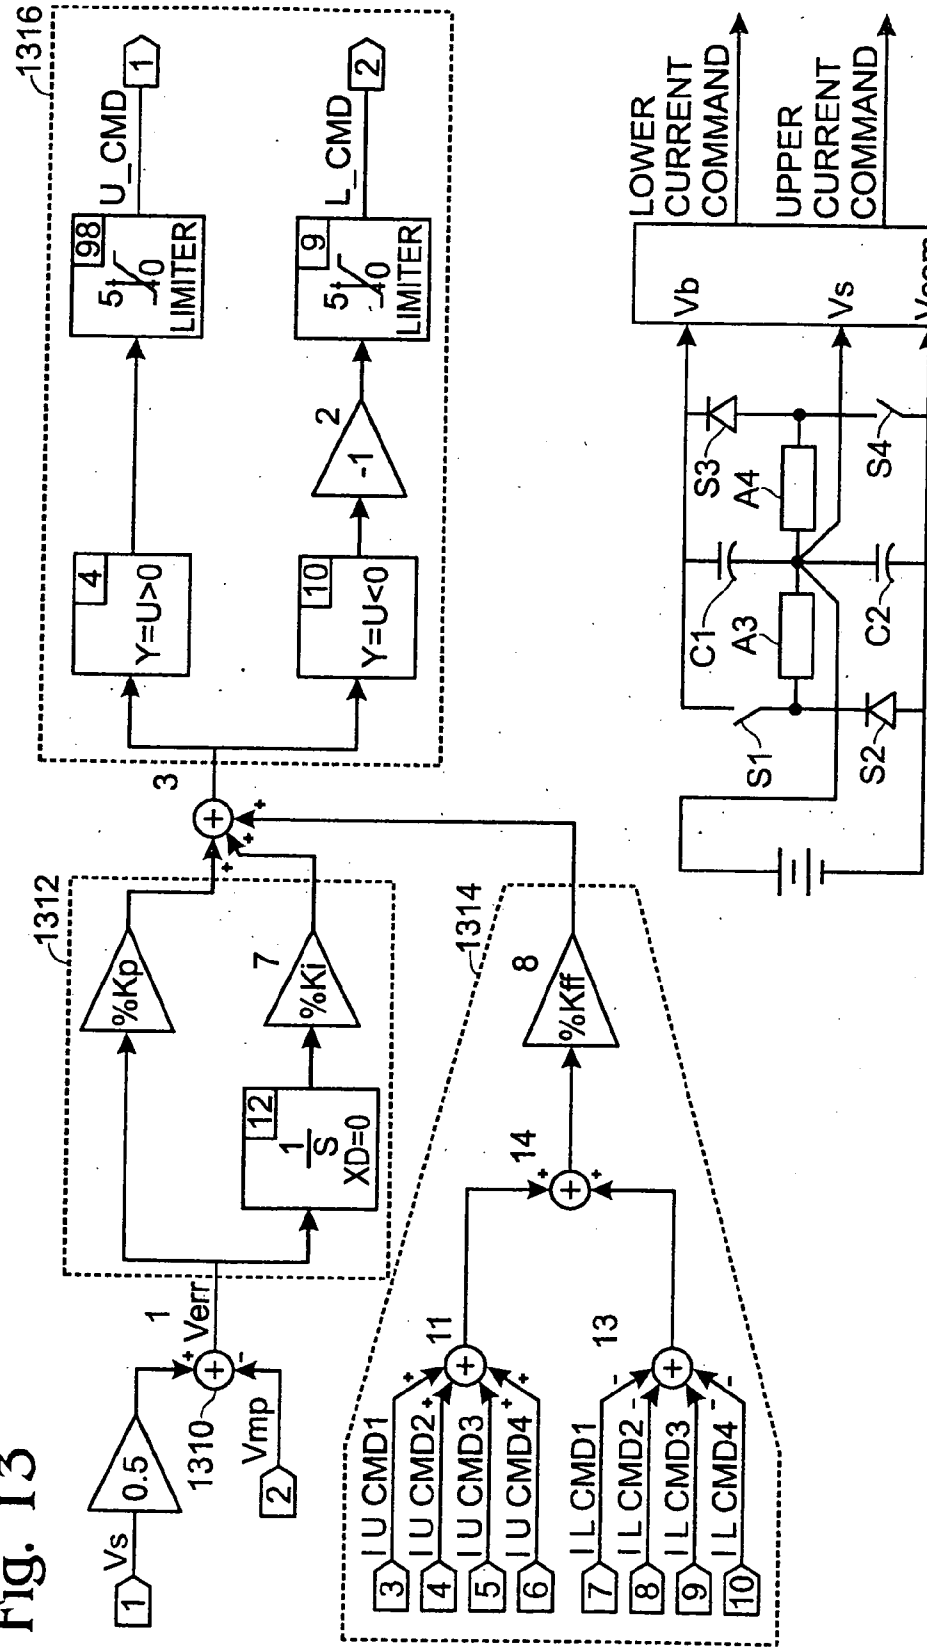 Fig. 13
1
Vs
0.5
1310
2
Vmp
+
+
-
1
Verr
1312
%Kp
12
1
S
XD=0
7
%Ki
3
+
+
+
+
1316
4
Y=U>0
98
5
0
LIMITER
U_CMD
1
10
Y=U<0
2
-1
9
5
0
LIMITER
L_CMD
2
1314
3
I U CMD1
4
I U CMD2
5
I U CMD3
6
I U CMD4
+
+
+
+
+
11
7
I L CMD1
8
I L CMD2
9
I L CMD3
10
I L CMD4
-
-
-
-
+
13
14
+
+
+
8
%Kff
S1
S2
C1
A3
C2
S3
A4
S4
Vb
Vs
LOWER
CURRENT
COMMAND
UPPER
CURRENT
COMMAND